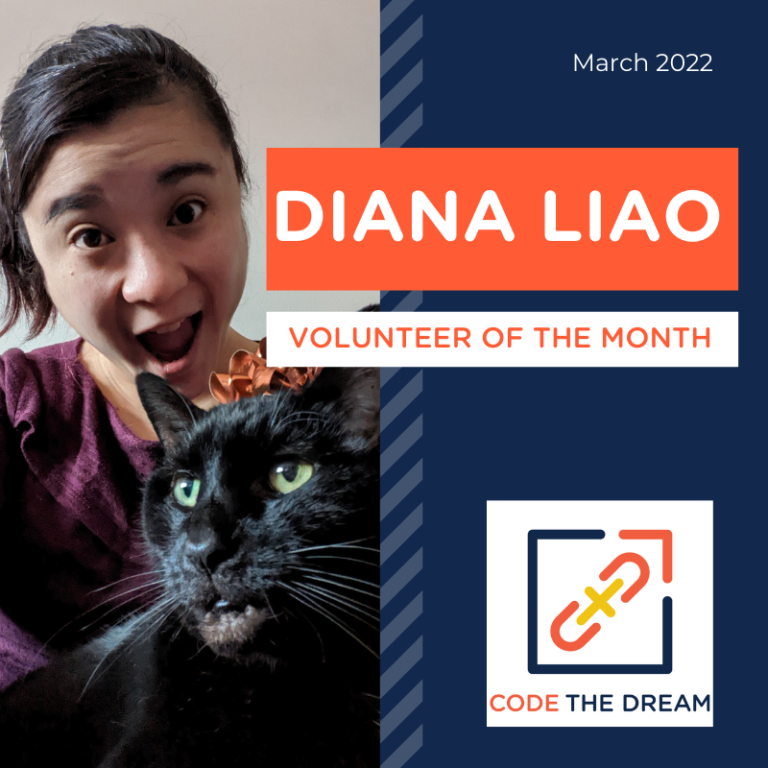 March 2022
DIANA LIAO
VOLUNTEER OF THE MONTH
CODE THE DREAM